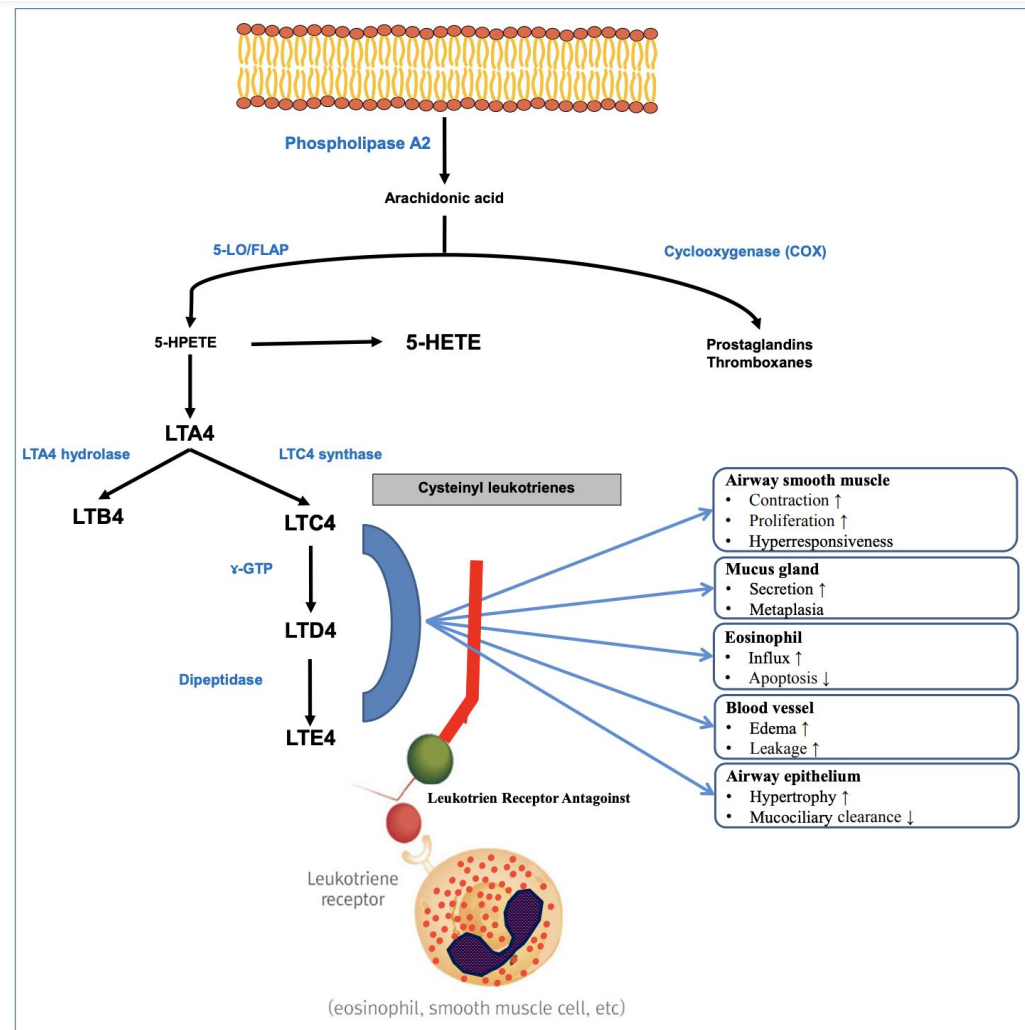 Phospholipase A2
Arachidonic acid
5-LO/FLAP
Cyclooxygenase (COX)
5-HPETE
5-HETE
Prostaglandins
Thromboxanes
LTA4
LTA4 hydrolase
LTC4 synthase
LTB4
LTC4
Cysteinyl leukotrienes
ɤ-GTP
LTD4
Dipeptidase
LTE4
Airway smooth muscle
• Contraction ↑
• Proliferation ↑
• Hyperresponsiveness
Mucus gland
• Secretion ↑
• Metaplasia
Eosinophil
• Influx ↑
• Apoptosis ↓
Blood vessel
• Edema ↑
• Leakage ↑
Airway epithelium
• Hypertrophy ↑
• Mucociliary clearance ↓
Leukotrien Receptor Antagoinst
Leukotriene
receptor
(eosinophil, smooth muscle cell, etc)